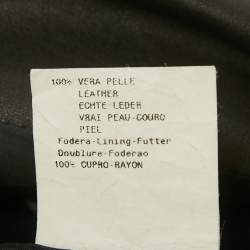 100% VERA PELLE
LEATHER
ECHTE LEDER
VRAI PEAU-COURO
PIEL
Fodera-Lining-Futter
Doublure-Foderao
100% CUPRO-RAYON